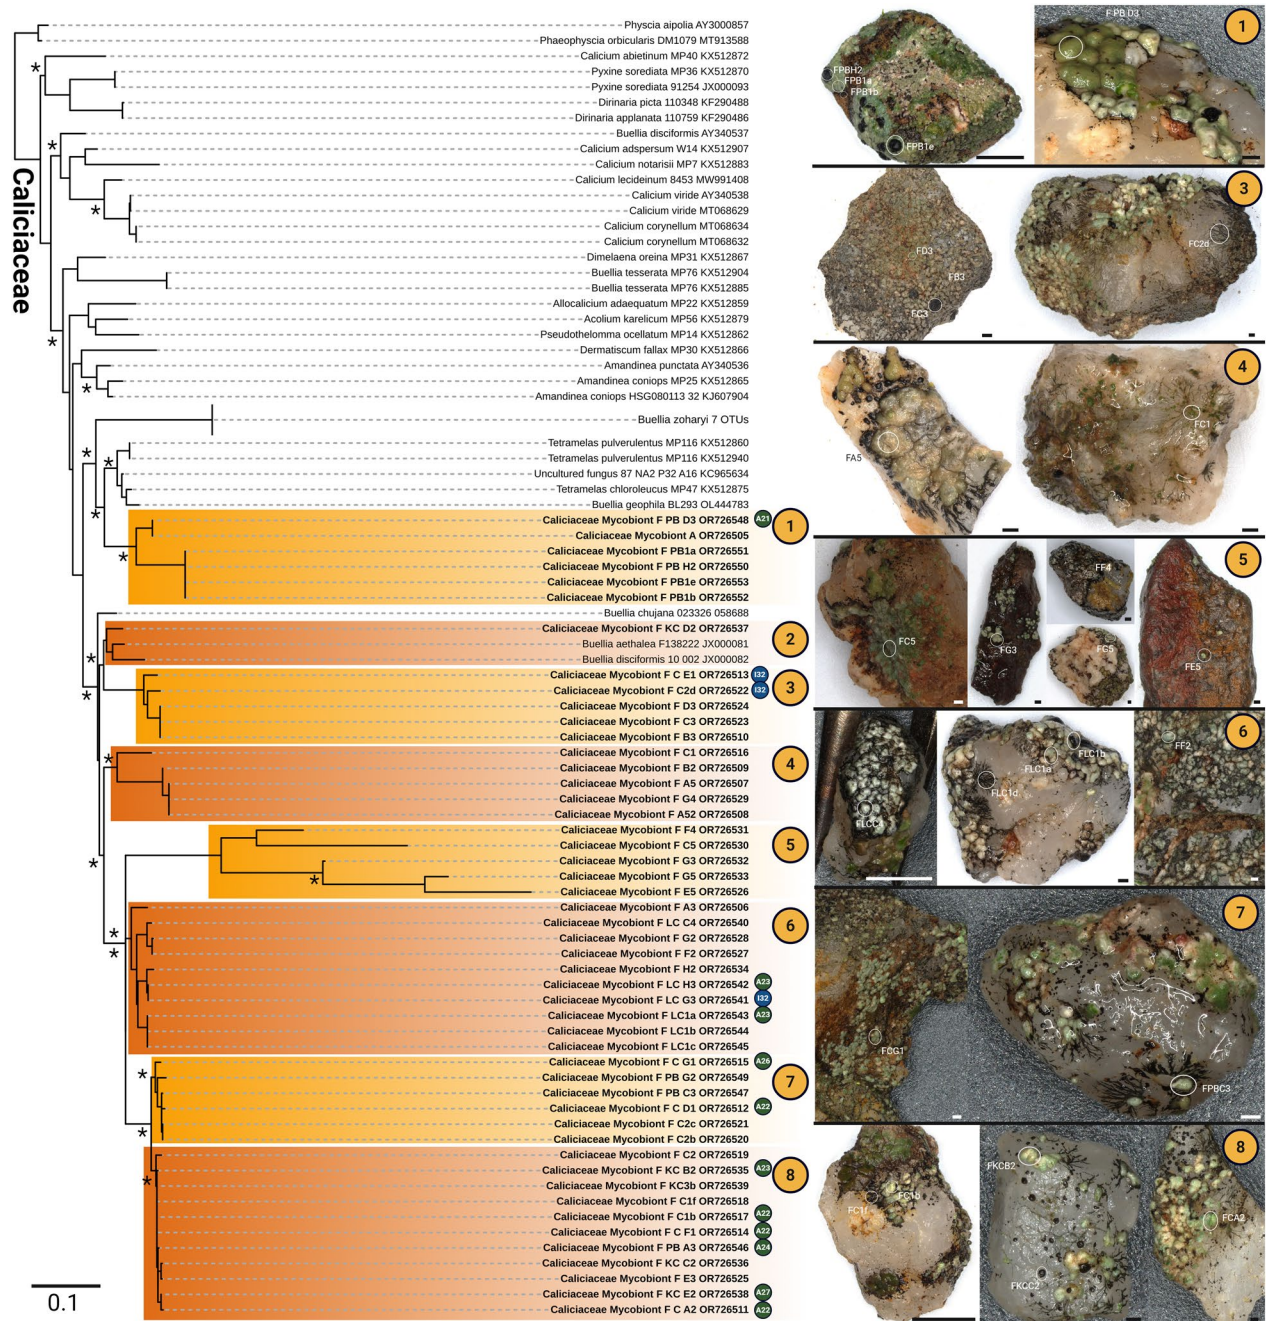 Caliciaceae
Physcia aipolia AY3000857
Phaeophyscia orbicularis DM1079 MT913588
Calicium abietinum MP40 KX512872
Pyxine sorediata MP36 KX512870
Pyxine sorediata 91254 JX000093
Dirinaria picta 110348 KF290488
Dirinaria applanata 110759 KF290486
Buellia disciformis AY340537
Calicium adspersum W14 KX512907
Calicium notarisii MP7 KX512883
Calicium lecideinum 8453 MW991408
Calicium viride AY340538
Calicium viride MT068629
Calicium corynellum MT068634
Calicium corynellum MT068632
Dimelaena oreina MP31 KX512867
Buellia tesserata MP76 KX512904
Buellia tesserata MP76 KX512885
Allocalicium adaequatum MP22 KX512859
Acolium karelicum MP56 KX512879
Pseudothelomma ocellatum MP14 KX512862
Dermatiscum fallax MP30 KX512866
Amandinea punctata AY340536
Amandinea coniops MP25 KX512865
Amandinea coniops HSG080113 32 KJ607904
Buellia zoharyi 7 OTUs
Tetramelas pulverulentus MP116 KX512860
Tetramelas pulverulentus MP116 KX512940
Uncultured fungus 87 NA2 P32 A16 KC965634
Tetramelas chloroleucus MP47 KX512875
Buellia geophila BL293 OL444783
Caliciaceae Mycobiont F PB D3 OR726548 A21
Caliciaceae Mycobiont A OR726505
1
Caliciaceae Mycobiont F PB1a OR726551
Caliciaceae Mycobiont F PB H2 OR726550
Caliciaceae Mycobiont F PB1e OR726553
Caliciaceae Mycobiont F PB1b OR726552
Buellia chujana 023326 058688
Caliciaceae Mycobiont F KC D2 OR726537
Buellia aethalea F138222 JX000081
2
Buellia disciformis 10 002 JX000082
Caliciaceae Mycobiont F C E1 OR726513 I32
Caliciaceae Mycobiont F C2d OR726522 I32
3
Caliciaceae Mycobiont F D3 OR726524
Caliciaceae Mycobiont F C3 OR726523
Caliciaceae Mycobiont F B3 OR726510
Caliciaceae Mycobiont F C1 OR726516
Caliciaceae Mycobiont F B2 OR726509
4
Caliciaceae Mycobiont F A5 OR726507
Caliciaceae Mycobiont F G4 OR726529
Caliciaceae Mycobiont F A52 OR726508
Caliciaceae Mycobiont F F4 OR726531
Caliciaceae Mycobiont F C5 OR726530
5
Caliciaceae Mycobiont F G3 OR726532
Caliciaceae Mycobiont F G5 OR726533
Caliciaceae Mycobiont F E5 OR726526
Caliciaceae Mycobiont F A3 OR726506
Caliciaceae Mycobiont F LC C4 OR726540
6
Caliciaceae Mycobiont F G2 OR726528
Caliciaceae Mycobiont F F2 OR726527
Caliciaceae Mycobiont F H2 OR726534
Caliciaceae Mycobiont F LC H3 OR726542 A23
Caliciaceae Mycobiont F LC G3 OR726541 I32
Caliciaceae Mycobiont F LC1a OR726543 A23
Caliciaceae Mycobiont F LC1b OR726544
Caliciaceae Mycobiont F LC1c OR726545
Caliciaceae Mycobiont F C G1 OR726515 A26
Caliciaceae Mycobiont F PB G2 OR726549
7
Caliciaceae Mycobiont F PB C3 OR726547
Caliciaceae Mycobiont F C D1 OR726512 A22
Caliciaceae Mycobiont F C2c OR726521
Caliciaceae Mycobiont F C2b OR726520
Caliciaceae Mycobiont F C2 OR726519
Caliciaceae Mycobiont F KC B2 OR726535 A23
8
Caliciaceae Mycobiont F KC3b OR726539
Caliciaceae Mycobiont F C1f OR726518
Caliciaceae Mycobiont F C1b OR726517 A22
Caliciaceae Mycobiont F C F1 OR726514 A22
Caliciaceae Mycobiont F PB A3 OR726546 A24
Caliciaceae Mycobiont F KC C2 OR726536
Caliciaceae Mycobiont F E3 OR726525
Caliciaceae Mycobiont F KC E2 OR726538 A27
Caliciaceae Mycobiont F C A2 OR726511 A22
0.1
F PB D3
1
FPBH2
FPB1a
FPB1b
FPB1e
3
FD3
FB3
FC3
FC2d
4
FA5
FC1
5
FC5
FG3
FF4
FG5
FE5
6
FLC1a
FLC1b
FLC1d
FF2
7
FCG1
FPBC3
8
FC1f
FC1b
FKCB2
FKCC2
FCA2